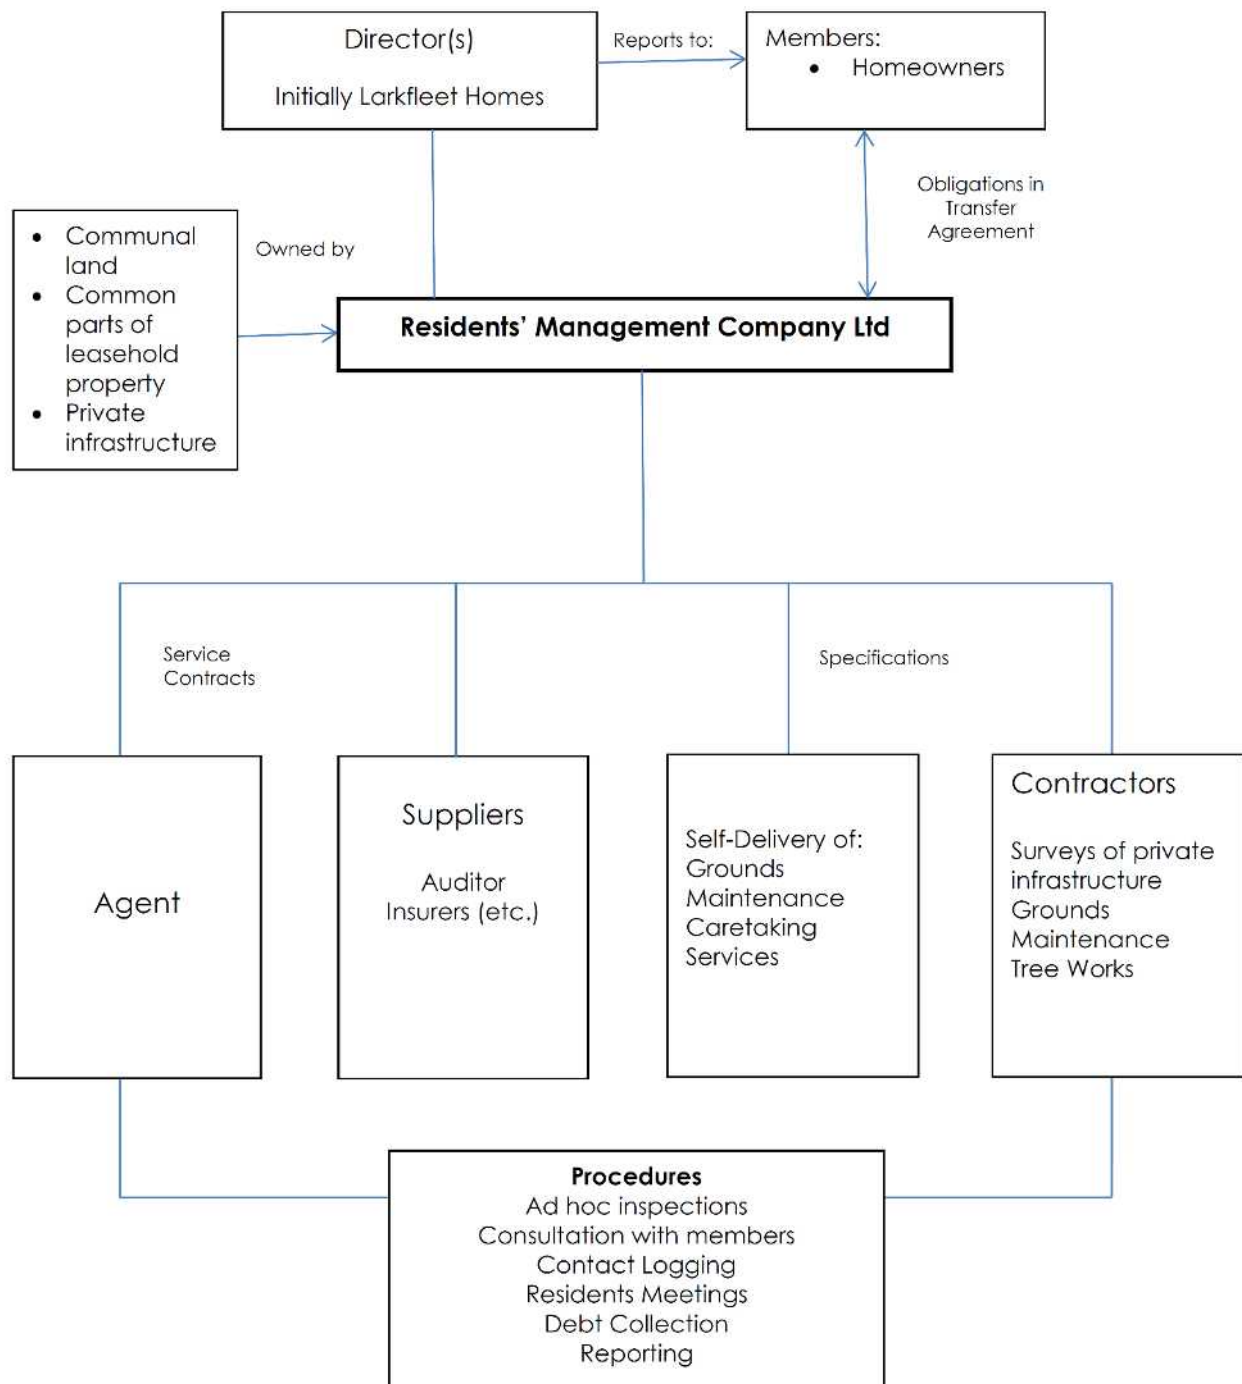 Director(s)
Initially Larkfleet Homes
Reports to:
Members:
• Homeowners
Obligations in
Transfer
Agreement
• Communal
land
• Common
parts of
leasehold
property
• Private
infrastructure
Owned by
Residents’ Management Company Ltd
Service
Contracts
Specifications
Agent
Suppliers
Auditor
Insurers (etc.)
Self-Delivery of:
Grounds
Maintenance
Caretaking
Services
Contractors
Surveys of private
infrastructure
Grounds
Maintenance
Tree Works
Procedures
Ad hoc inspections
Consultation with members
Contact Logging
Residents Meetings
Debt Collection
Reporting